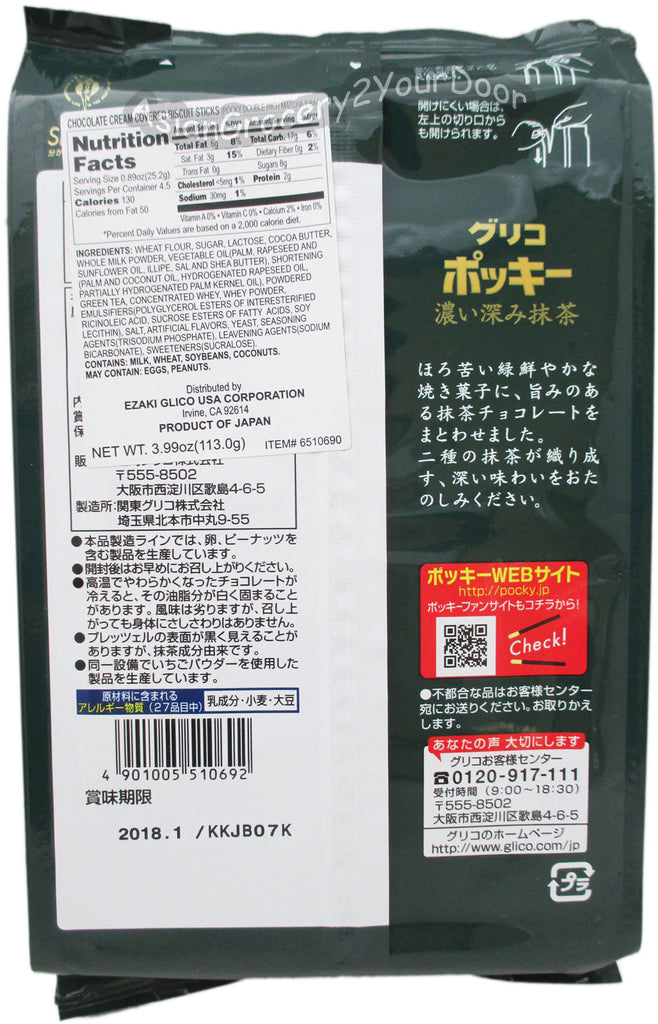 AsianGrocery2YourDoor
CHOCOLATE CREAM COVERED BISCUIT STICKS (POCKY DOUBLE RICH MATCHA
Nutrition Facts
Serving Size 0.89oz(25.2g)
Servings Per Container 4.5
Calories 130
Calories from Fat 50
Amount/Serving %DV* Amount/Serving %DV*
Total Fat 6g 8% Total Carb. 17g 6%
Sat. Fat 3g 15% Dietary Fiber 0g 2%
Trans Fat 0g Sugars 8g
Cholesterol <5mg 1% Protein 2g
Sodium 30mg 1%
Vitamin A 0% • Vitamin C 0% • Calcium 2% • Iron 0%
*Percent Daily Values are based on a 2,000 calorie diet.
INGREDIENTS: WHEAT FLOUR, SUGAR, LACTOSE, COCOA BUTTER,
WHOLE MILK POWDER, VEGETABLE OIL(PALM, RAPESEED AND
SUNFLOWER OIL, ILLIPE, SAL AND SHEA BUTTER), SHORTENING
(PALM AND COCONUT OIL, HYDROGENATED RAPESEED OIL,
PARTIALLY HYDROGENATED PALM KERNEL OIL), POWDERED
GREEN TEA, CONCENTRATED WHEY, WHEY POWDER,
EMULSIFIERS(POLYGLYCEROL ESTERS OF INTERESTERIFIED
RICINOLEIC ACID, SUCROSE ESTERS OF FATTY ACIDS, SOY
LECITHIN), SALT, ARTIFICIAL FLAVORS, YEAST, SEASONING
AGENTS(TRISODIUM PHOSPHATE), LEAVENING AGENTS(SODIUM
BICARBONATE), SWEETENERS(SUCRALOSE).
CONTAINS: MILK, WHEAT, SOYBEANS, COCONUTS.
MAY CONTAIN: EGGS, PEANUTS.
Distributed by
EZAKI GLICO USA CORPORATION
Irvine, CA 92614
PRODUCT OF JAPAN
NET WT. 3.99oz(113.0g) ITEM# 6510690
販
〒555-8502
大阪市西淀川区歌島4-6-5
製造所:関東グリコ株式会社
埼玉県北本市中丸9-55
●本品製造ラインでは、卵、ピーナッツを
含む製品を生産しています。
●開封後はお早めにお召し上がりください。
●高温でやわらかくなったチョコレートが
冷えると、その油脂分が白く固まること
があります。風味は劣りますが、召し上
がっても身体にさしさわりはありません。
●プレッツェルの表面が黒く見えることが
ありますが、抹茶成分由来です。
●同一設備でいちごパウダーを使用した
製品を生産しています。
原材料に含まれる
アレルギー物質(27品目中) 乳成分・小麦・大豆
4 901005 510692
賞味期限
2018.1 /KKJB07K
開けにくい場合は、
左上の切り口から
も開けられます。
グリコ
ポッキー
濃い深み抹茶
ほろ苦い緑鮮やかな
焼き菓子に、旨みのあ
る抹茶チョコレートを
まとわせました。
二種の抹茶が織り成
す、深い味わいをおた
のしみください。
ポッキーWEBサイト
http://pocky.jp
ポッキーファンサイトもコチラから!
Check!
●不都合な品はお客様センター
宛にお送りください。お取りかえ
します。
あなたの声 大切にします
グリコお客様センター
☎0120-917-111
受付時間(9:00〜18:30)
〒555-8502
大阪市西淀川区歌島4-6-5
グリコのホームページ
http://www.glico.com/jp
プラ